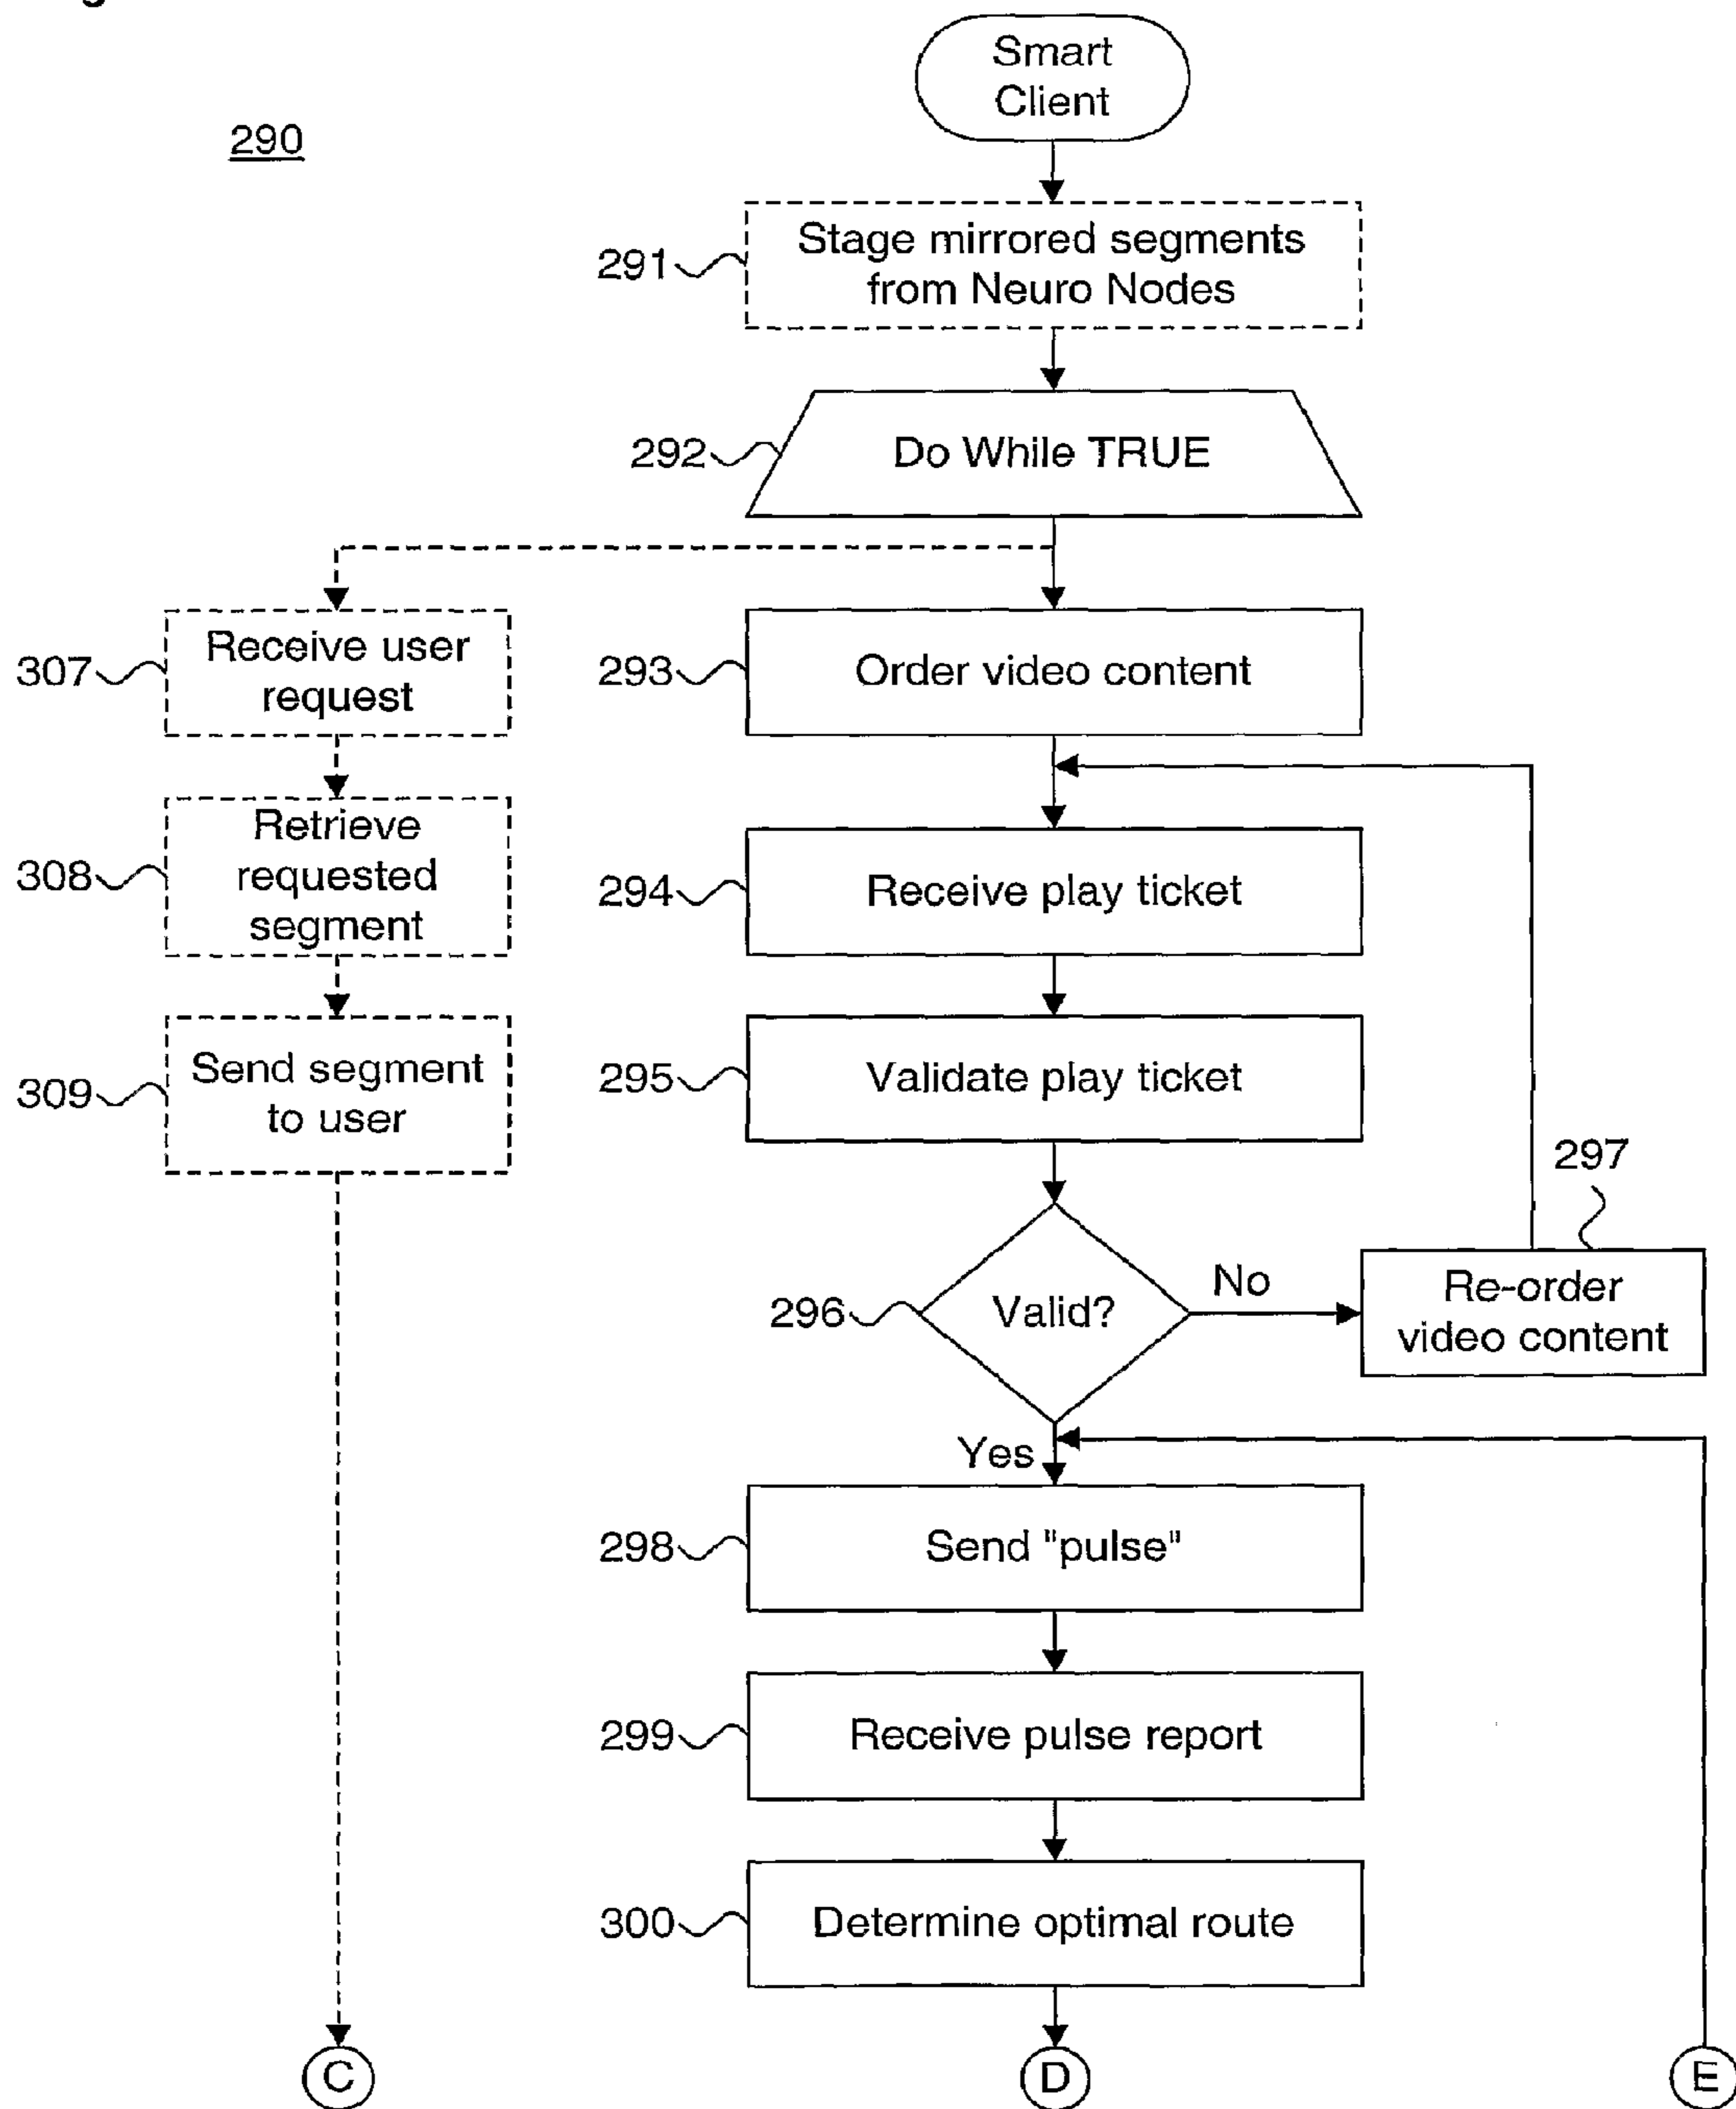 Smart
Client
290
291
Stage mirrored segments
from Neuro Nodes
292
Do While TRUE
307
Receive user
request
293
Order video content
308
Retrieve
requested
segment
294
Receive play ticket
309
Send segment
to user
295
Validate play ticket
297
296
Valid?
No
Re-order
video content
Yes
298
Send "pulse"
299
Receive pulse report
300
Determine optimal route
C
D
E